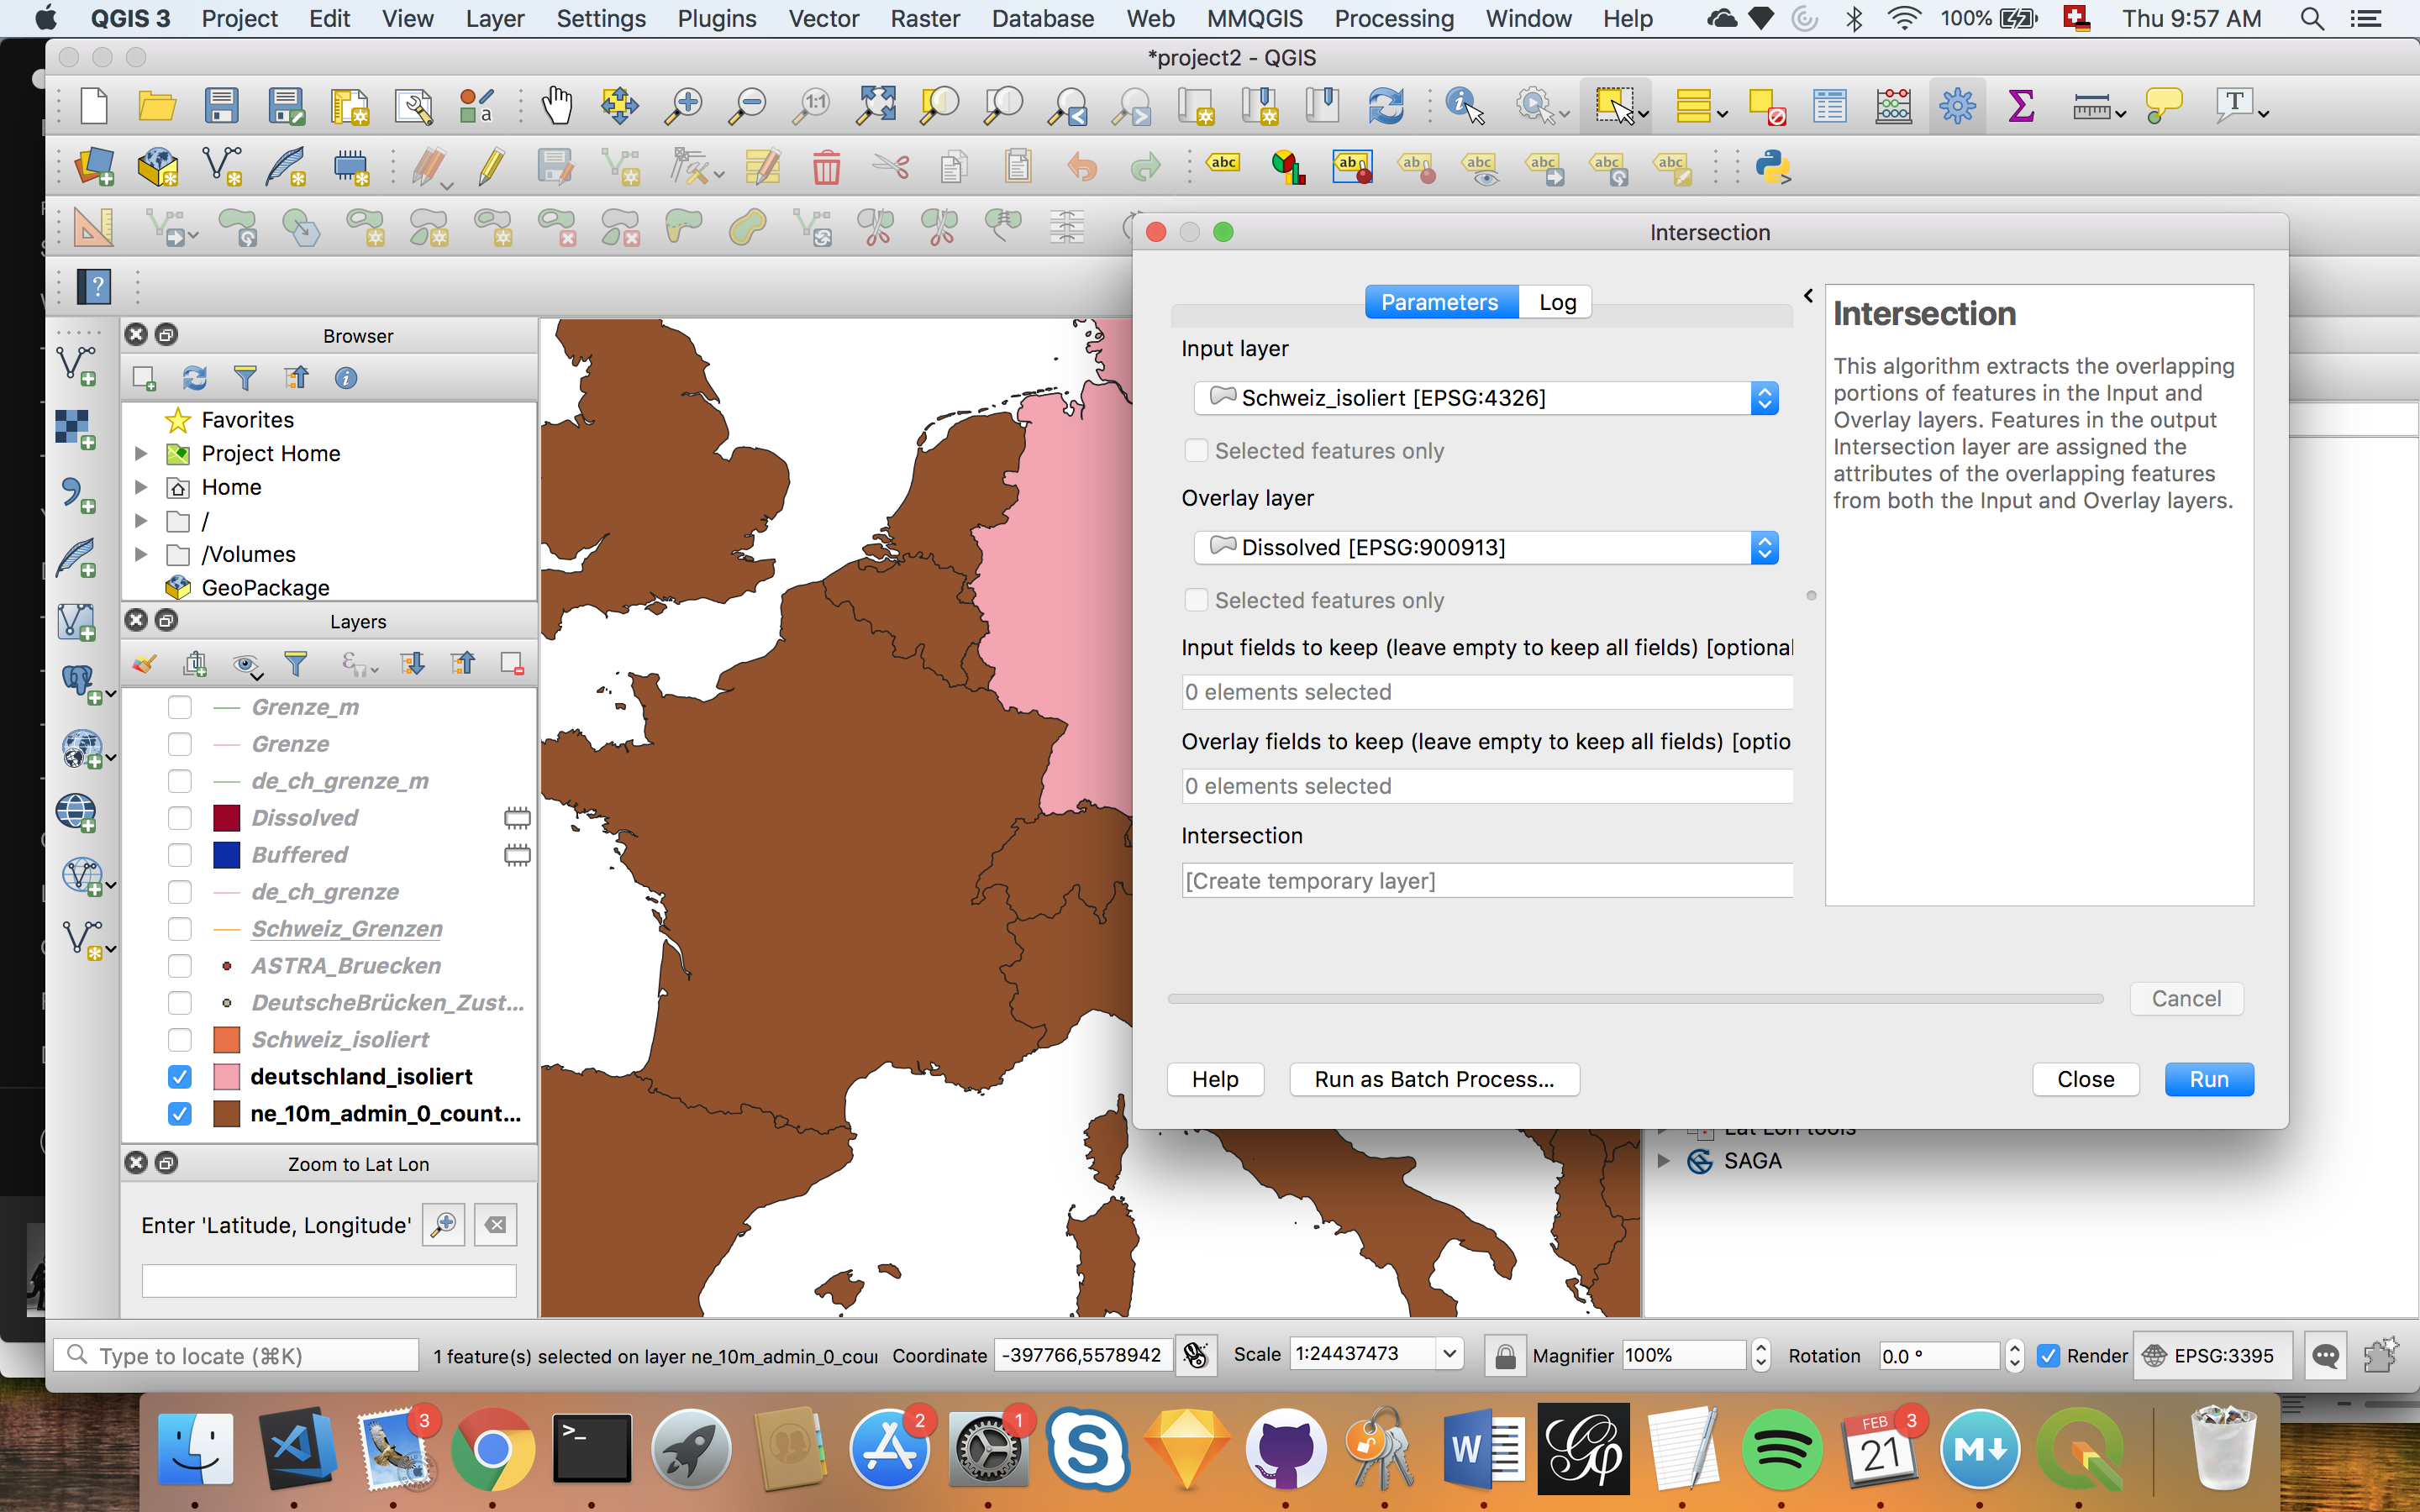 QGIS 3 Project Edit View Layer Settings Plugins Vector Raster Database Web MMQGIS Processing Window Help 100% Thu 9:57 AM
*project2 - QGIS
Intersection
Browser
Favorites
Project Home
Home
/
/Volumes
GeoPackage
Layers
Grenze_m
Grenze
de_ch_grenze_m
Dissolved
Buffered
de_ch_grenze
Schweiz_Grenzen
ASTRA_Bruecken
DeutscheBrücken_Zust...
Schweiz_isoliert
deutschland_isoliert
ne_10m_admin_0_count...
Zoom to Lat Lon
Enter 'Latitude, Longitude'
Parameters Log
Input layer
Schweiz_isoliert [EPSG:4326]
Selected features only
Overlay layer
Dissolved [EPSG:900913]
Selected features only
Input fields to keep (leave empty to keep all fields) [optional
0 elements selected
Overlay fields to keep (leave empty to keep all fields) [optio
0 elements selected
Intersection
[Create temporary layer]
Intersection
This algorithm extracts the overlapping
portions of features in the Input and
Overlay layers. Features in the output
Intersection layer are assigned the
attributes of the overlapping features
from both the Input and Overlay layers.
Cancel
Help Run as Batch Process... Close Run
Lat Lon tools
SAGA
Type to locate (⌘K) 1 feature(s) selected on layer ne_10m_admin_0_cour Coordinate -397766,5578942 Scale 1:24437473 Magnifier 100% Rotation 0.0 ° Render EPSG:3395
3
2
1
W
FEB
3
21
M